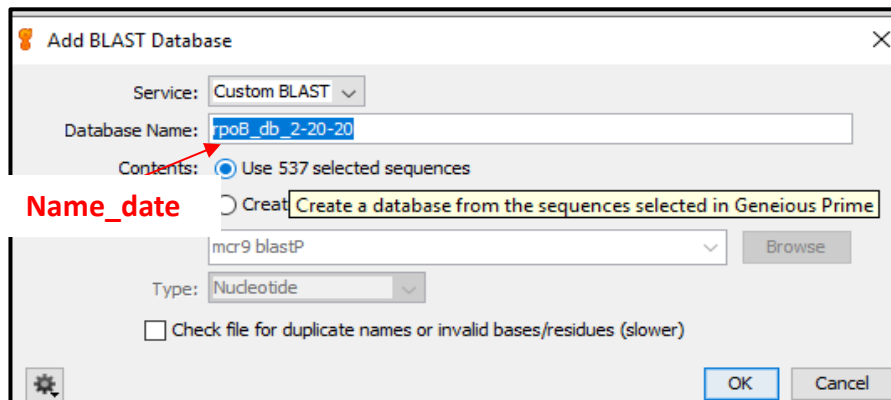 Add BLAST Database
Service: Custom BLAST
Database Name: rpoB_db_2-20-20
Contents: Use 537 selected sequences
Name_date
Creat Create a database from the sequences selected in Geneious Prime
mcr9 blastP Browse
Type: Nucleotide
Check file for duplicate names or invalid bases/residues (slower)
OK Cancel